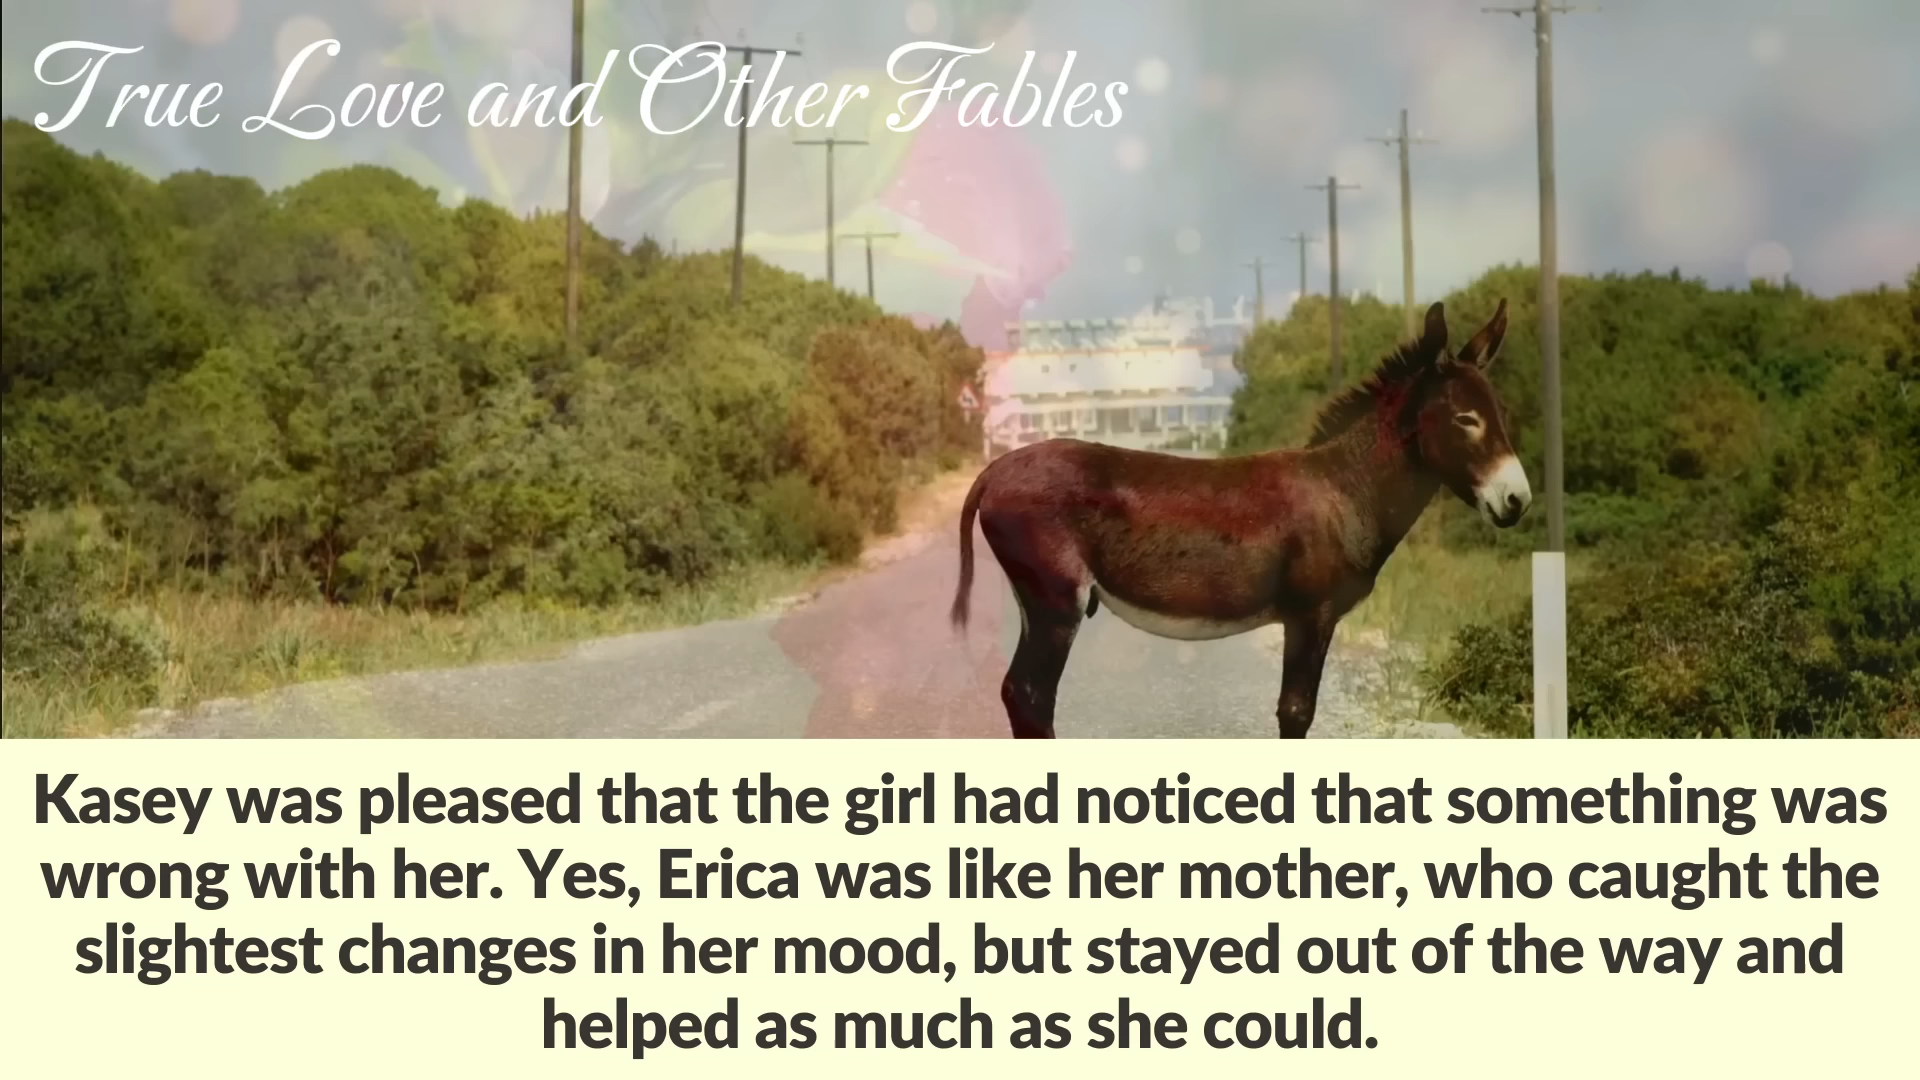 True Love and Other Fables
Kasey was pleased that the girl had noticed that something was
wrong with her. Yes, Erica was like her mother, who caught the
slightest changes in her mood, but stayed out of the way and
helped as much as she could.